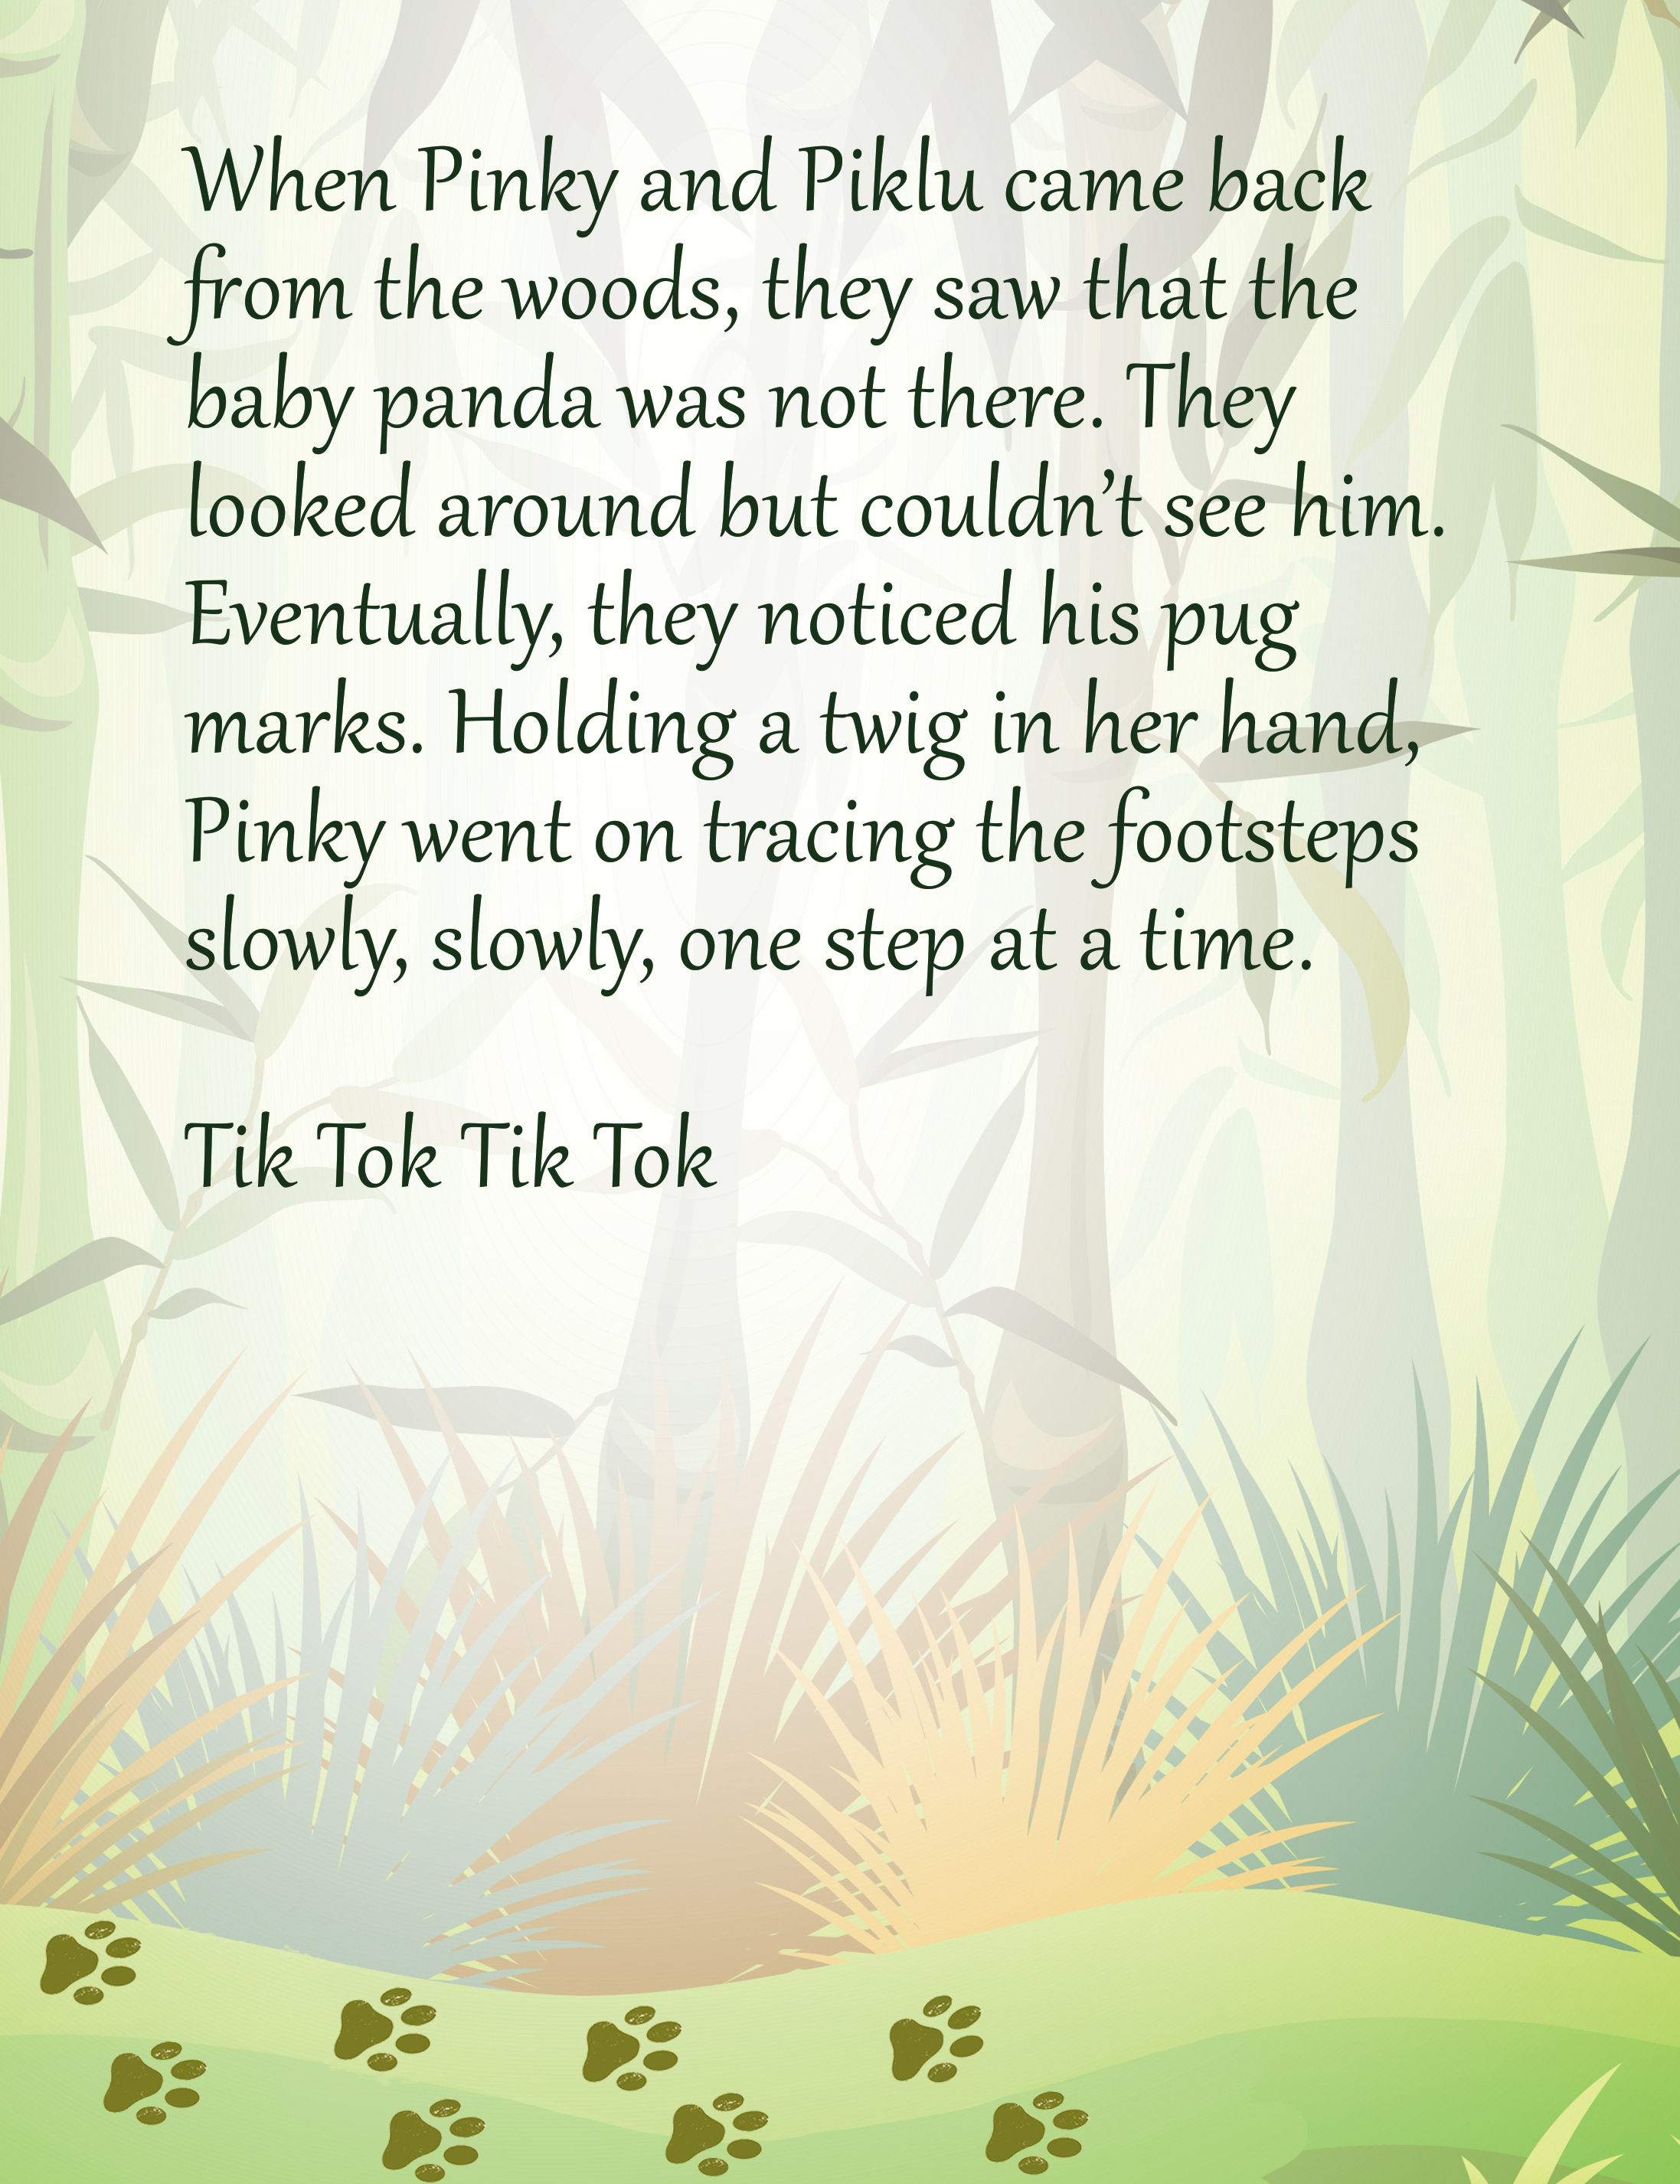 When Pinky and Piklu came back
from the woods, they saw that the
baby panda was not there. They
looked around but couldn’t see him.
Eventually, they noticed his pug
marks. Holding a twig in her hand,
Pinky went on tracing the footsteps
slowly, slowly, one step at a time.
Tik Tok Tik Tok